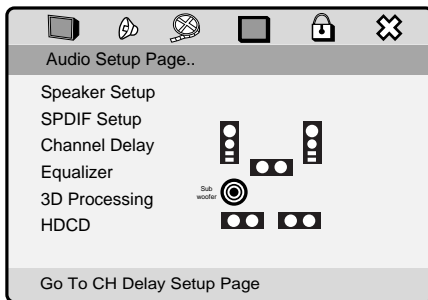 Audio Setup Page..
Speaker Setup
SPDIF Setup
Channel Delay
Equalizer
3D Processing
HDCD
Sub
woofer
Go To CH Delay Setup Page